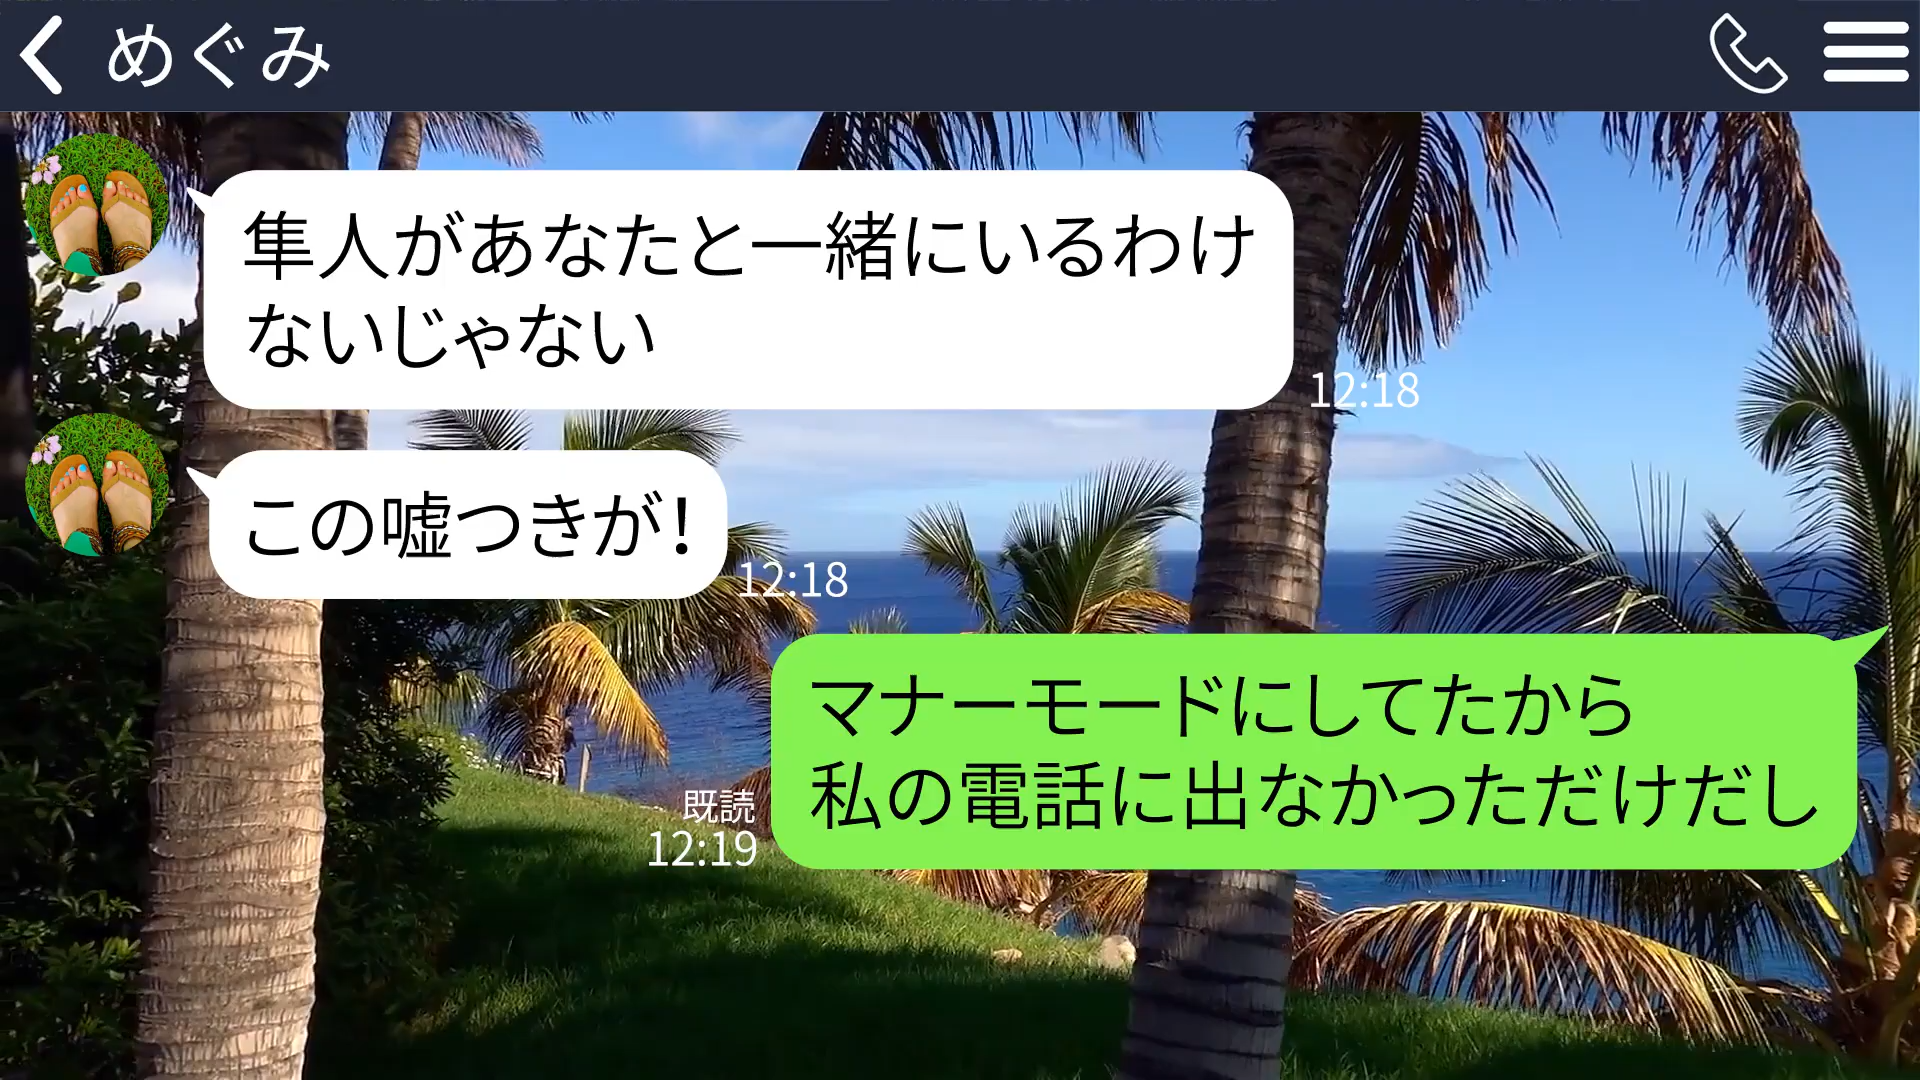 めぐみ
隼人があなたと一緒にいるわけ
ないじゃない
12:18
この嘘つきが!
12:18
マナーモードにしてたから
私の電話に出なかっただけだし
既読
12:19